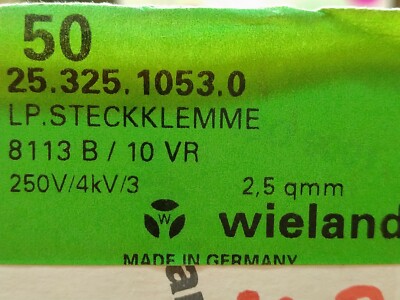 50
25.325.1053.0
LP.STECKKLEMME
8113 B / 10 VR
250V/4kV/3 2,5 qmm
W wieland
MADE IN GERMANY